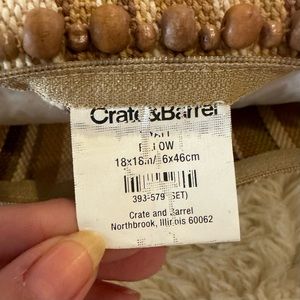 Crate&Barrel
18x18in/46x46cm
393-579 (SET)
Crate and Barrel
Northbrook, Illinois 60062